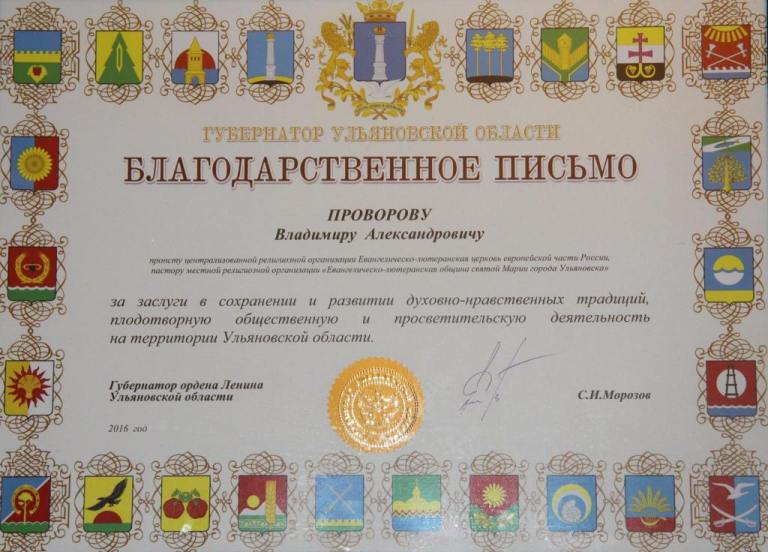 ГУБЕРНАТОР УЛЬЯНОВСКОЙ ОБЛАСТИ
БЛАГОДАРСТВЕННОЕ ПИСЬМО
ПРОВОРОВУ
Владимиру Александровичу
пропсту централизованной религиозной организации Евангелическо-лютеранская церковь европейской части России,
пастору местной религиозной организации «Евангелическо-лютеранская община святой Марии города Ульяновска»
за заслуги в сохранении и развитии духовно-нравственных традиций,
плодотворную общественную и просветительскую деятельность
на территории Ульяновской области.
Губернатор ордена Ленина
Ульяновской области
С.И.Морозов
2016 год